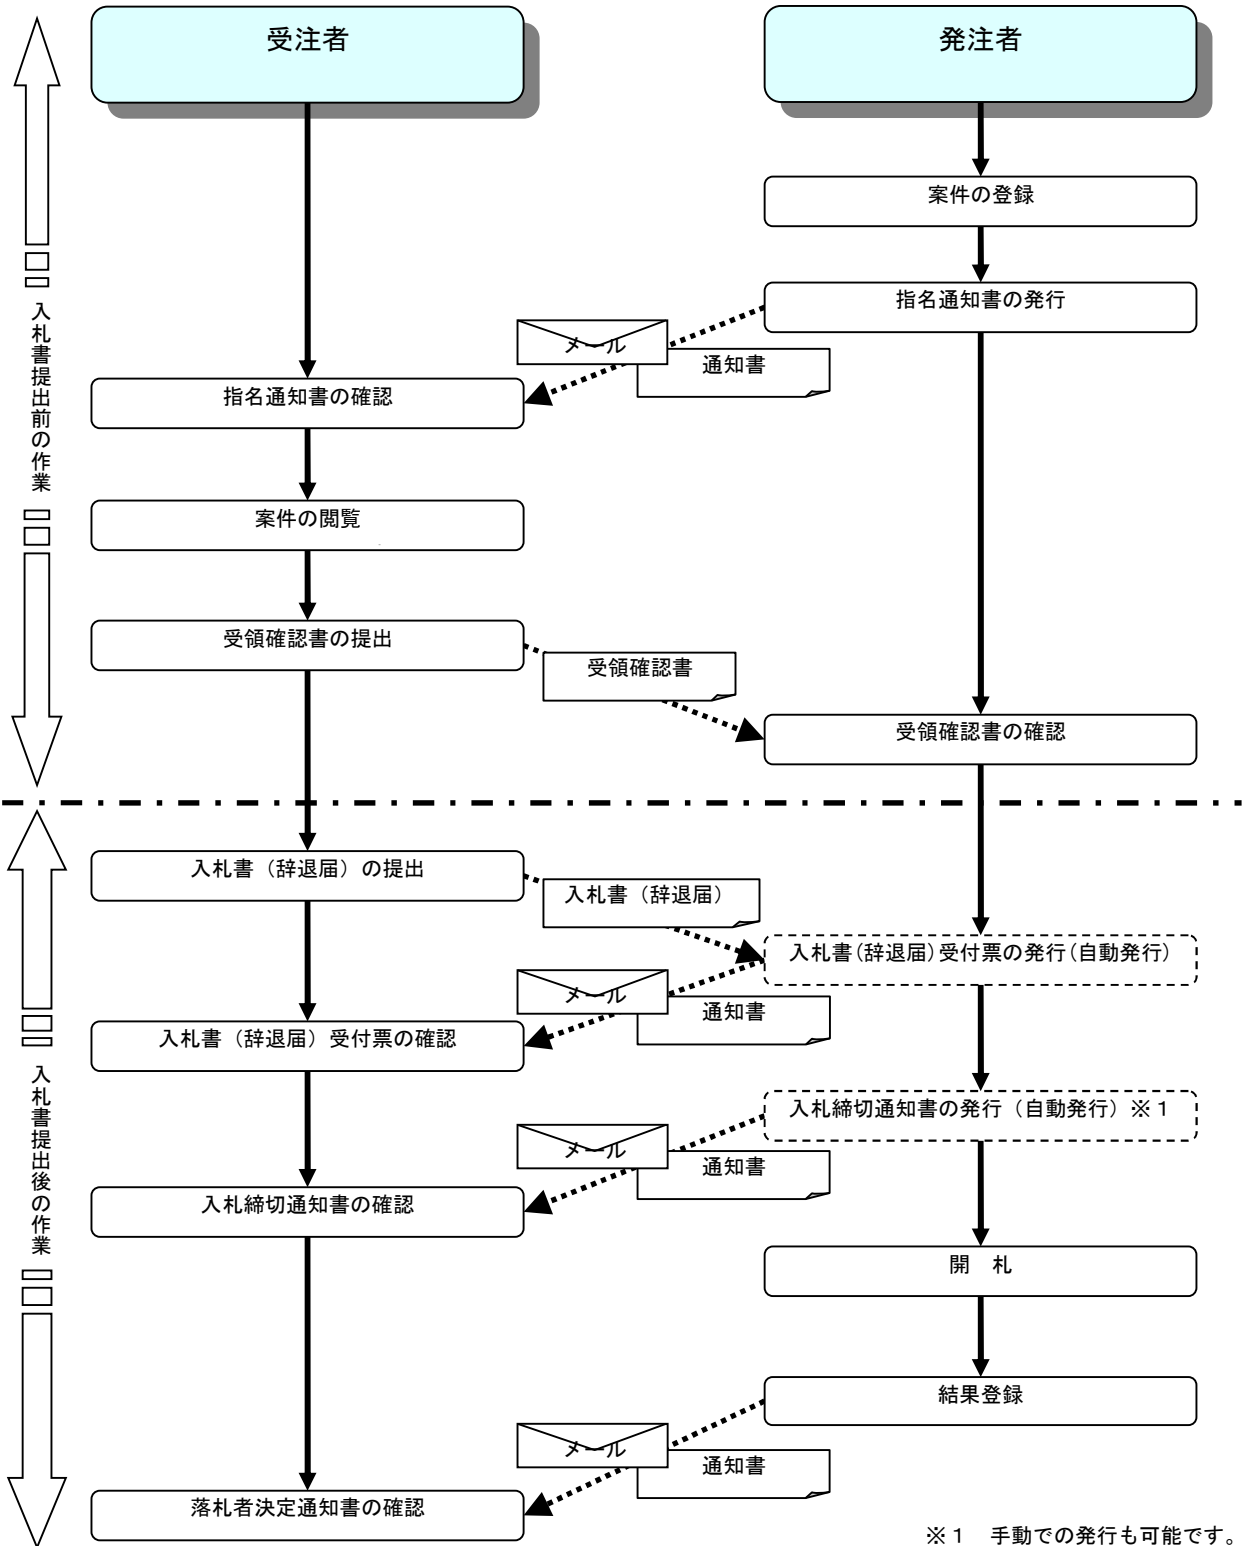 受注者
発注者
案件の登録
指名通知書の発行
メール
通知書
指名通知書の確認
入札書提出前の作業
案件の閲覧
受領確認書の提出
受領確認書
受領確認書の確認
入札書（辞退届）の提出
入札書（辞退届）
入札書(辞退届)受付票の発行(自動発行)
メール
通知書
入札書（辞退届）受付票の確認
入札書提出後の作業
入札締切通知書の発行（自動発行）※１
メール
通知書
入札締切通知書の確認
開　札
結果登録
メール
通知書
落札者決定通知書の確認
※１　手動での発行も可能です。